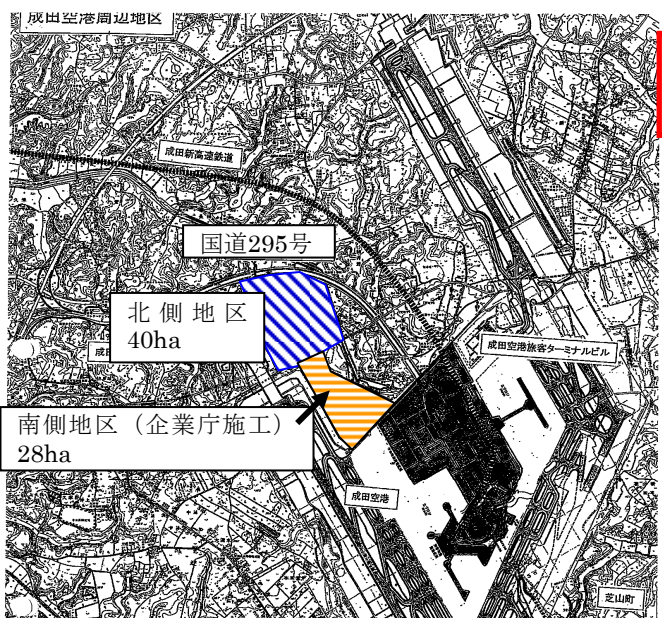 成田空港周辺地区
成田新高速鉄道
国道295号
北側地区
40ha
成田空港旅客ターミナルビル
南側地区（企業庁施工）
28ha
成田空港
芝山町